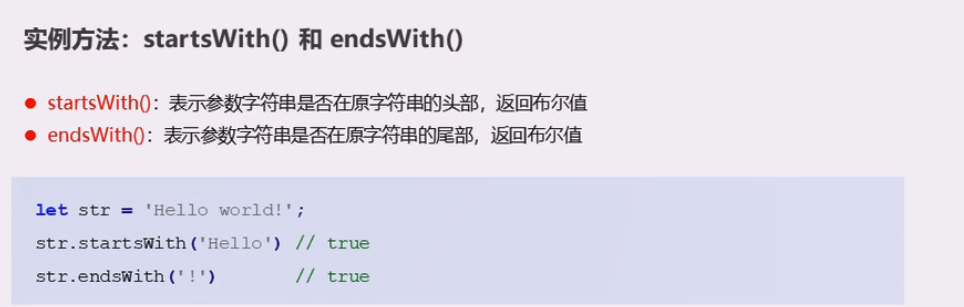 实例方法：startsWith() 和 endsWith()
● startsWith()：表示参数字符串是否在原字符串的头部，返回布尔值
● endsWith()：表示参数字符串是否在原字符串的尾部，返回布尔值
let str = 'Hello world!';
str.startsWith('Hello') // true
str.endsWith('!')       // true